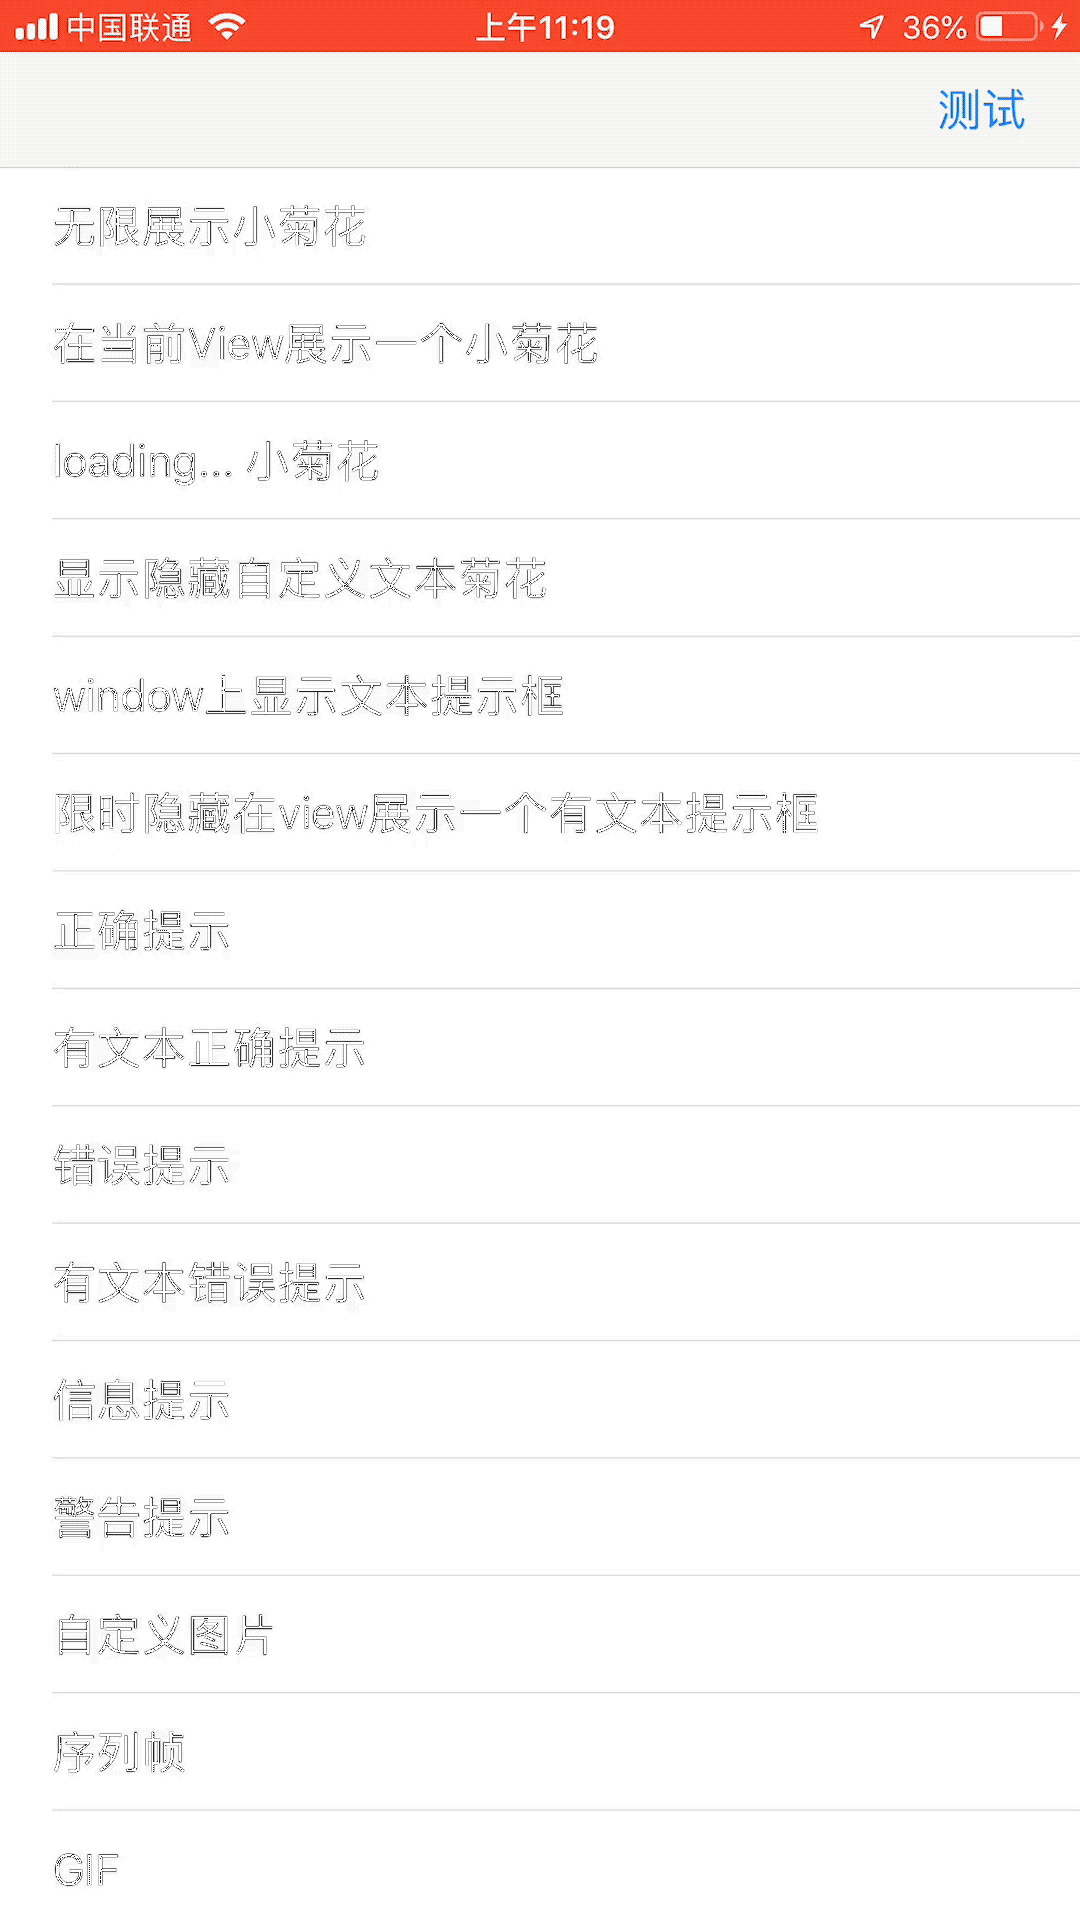 中国联通 上午11:19 36%
测试
无限展示小菊花
在当前View展示一个小菊花
loading... 小菊花
显示隐藏自定义文本菊花
window上显示文本提示框
限时隐藏在view展示一个有文本提示框
正确提示
有文本正确提示
错误提示
有文本错误提示
信息提示
警告提示
自定义图片
序列帧
GIF